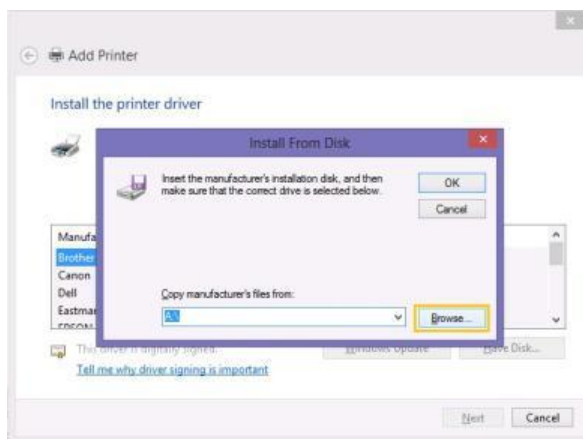 Add Printer
Install the printer driver
Install From Disk
Insert the manufacturer's installation disk, and then
make sure that the correct drive is selected below.
OK
Cancel
Manufa
Brother
Canon
Dell
Eastma
EPSON
Copy manufacturer's files from:
A:\
Browse...
This driver is digitally signed.
Windows Update
Have Disk...
Tell me why driver signing is important
Next
Cancel